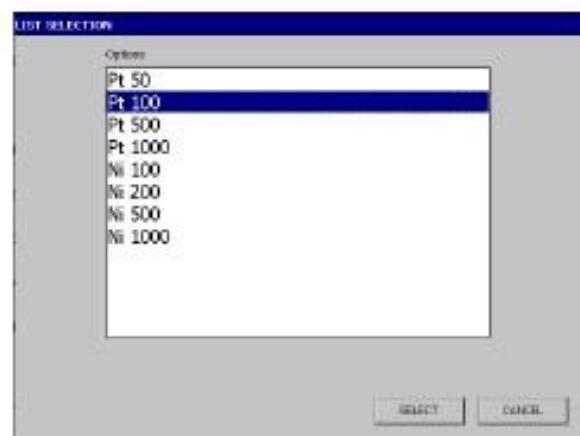 LIST SELECTION
Options
Pt 50
Pt 100
Pt 500
Pt 1000
Ni 100
Ni 200
Ni 500
Ni 1000
SELECT
CANCEL